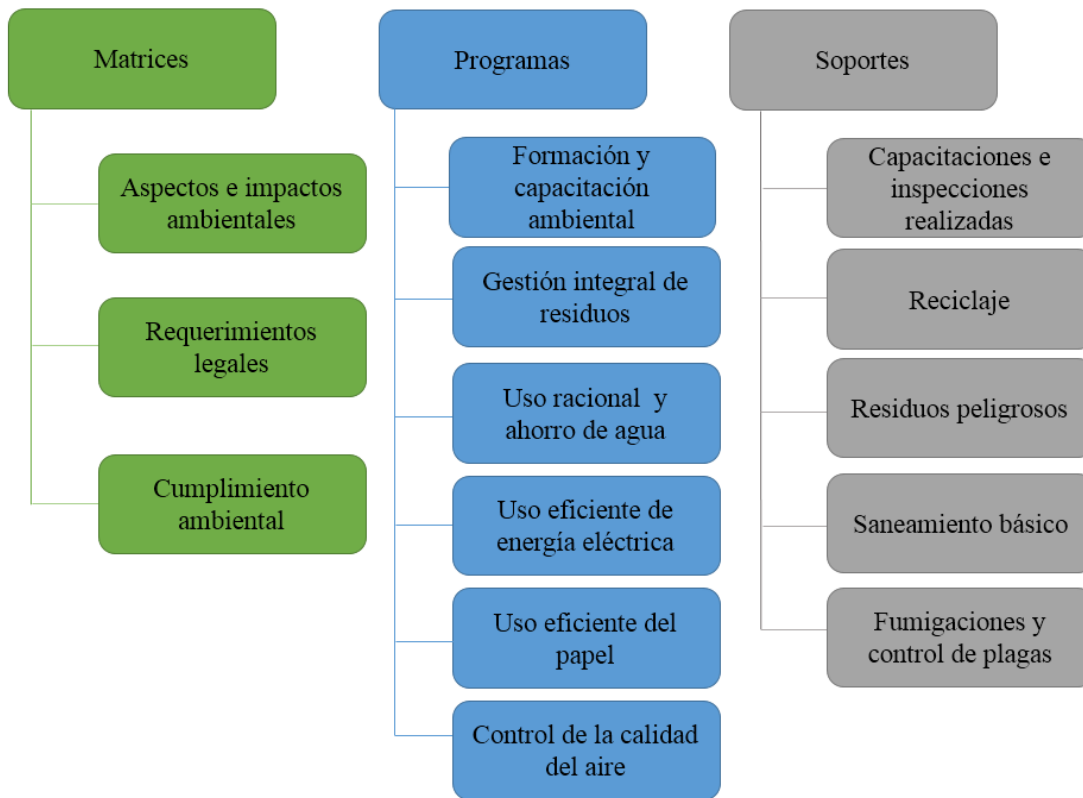 Matrices
Aspectos e impactos
ambientales
Requerimientos
legales
Cumplimiento
ambiental
Programas
Formación y
capacitación
ambiental
Gestión integral de
residuos
Uso racional  y
ahorro de agua
Uso eficiente de
energía eléctrica
Uso eficiente del
papel
Control de la calidad
del aire
Soportes
Capacitaciones e
inspecciones
realizadas
Reciclaje
Residuos peligrosos
Saneamiento básico
Fumigaciones y
control de plagas